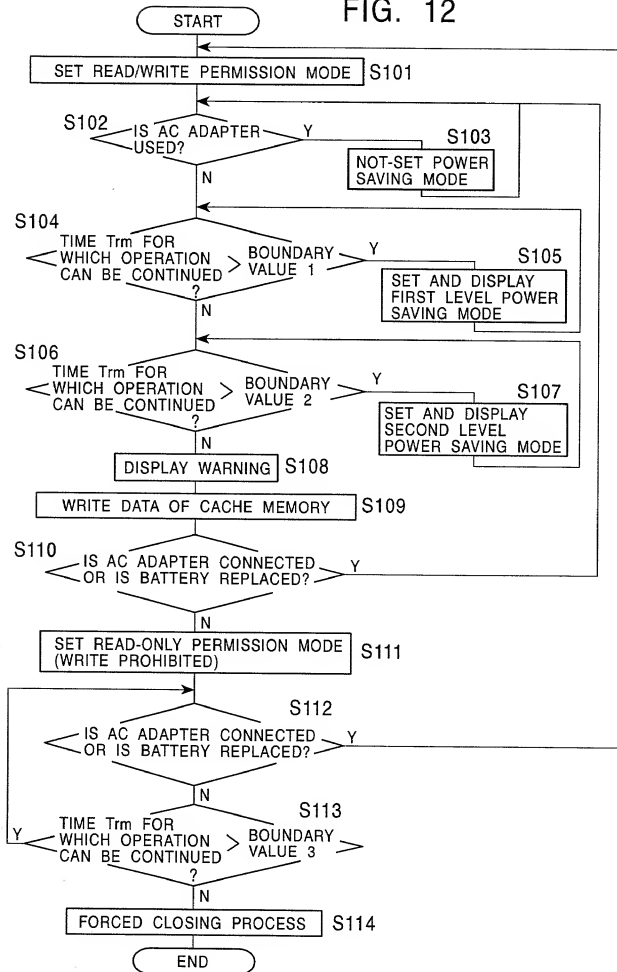 FIG. 12
START
SET READ/WRITE PERMISSION MODE
S101
S102
IS AC ADAPTER
USED?
Y
N
S103
NOT-SET POWER
SAVING MODE
S104
TIME Trm FOR
WHICH OPERATION
CAN BE CONTINUED
>
BOUNDARY
VALUE 1
?
Y
N
S105
SET AND DISPLAY
FIRST LEVEL POWER
SAVING MODE
S106
TIME Trm FOR
WHICH OPERATION
CAN BE CONTINUED
>
BOUNDARY
VALUE 2
?
Y
N
S107
SET AND DISPLAY
SECOND LEVEL
POWER SAVING MODE
DISPLAY WARNING
S108
WRITE DATA OF CACHE MEMORY
S109
S110
IS AC ADAPTER CONNECTED
OR IS BATTERY REPLACED?
Y
N
SET READ-ONLY PERMISSION MODE
(WRITE PROHIBITED)
S111
S112
IS AC ADAPTER CONNECTED
OR IS BATTERY REPLACED?
Y
N
S113
TIME Trm FOR
WHICH OPERATION
CAN BE CONTINUED
>
BOUNDARY
VALUE 3
?
Y
N
FORCED CLOSING PROCESS
S114
END